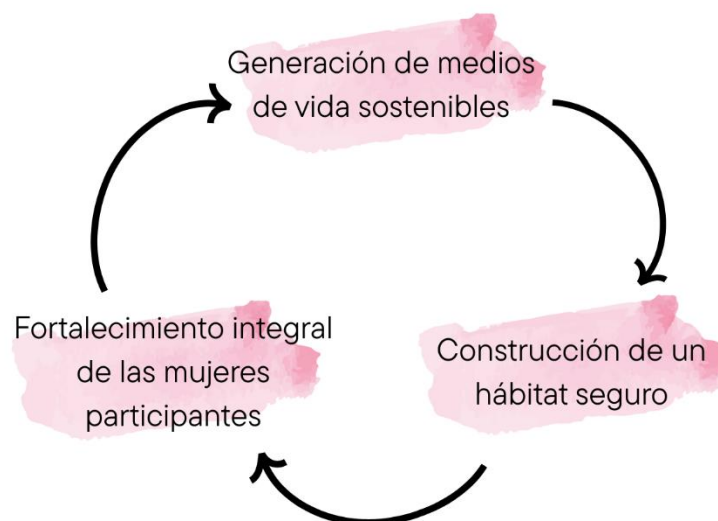 Generación de medios
de vida sostenibles
Construcción de un
hábitat seguro
Fortalecimiento integral
de las mujeres
participantes